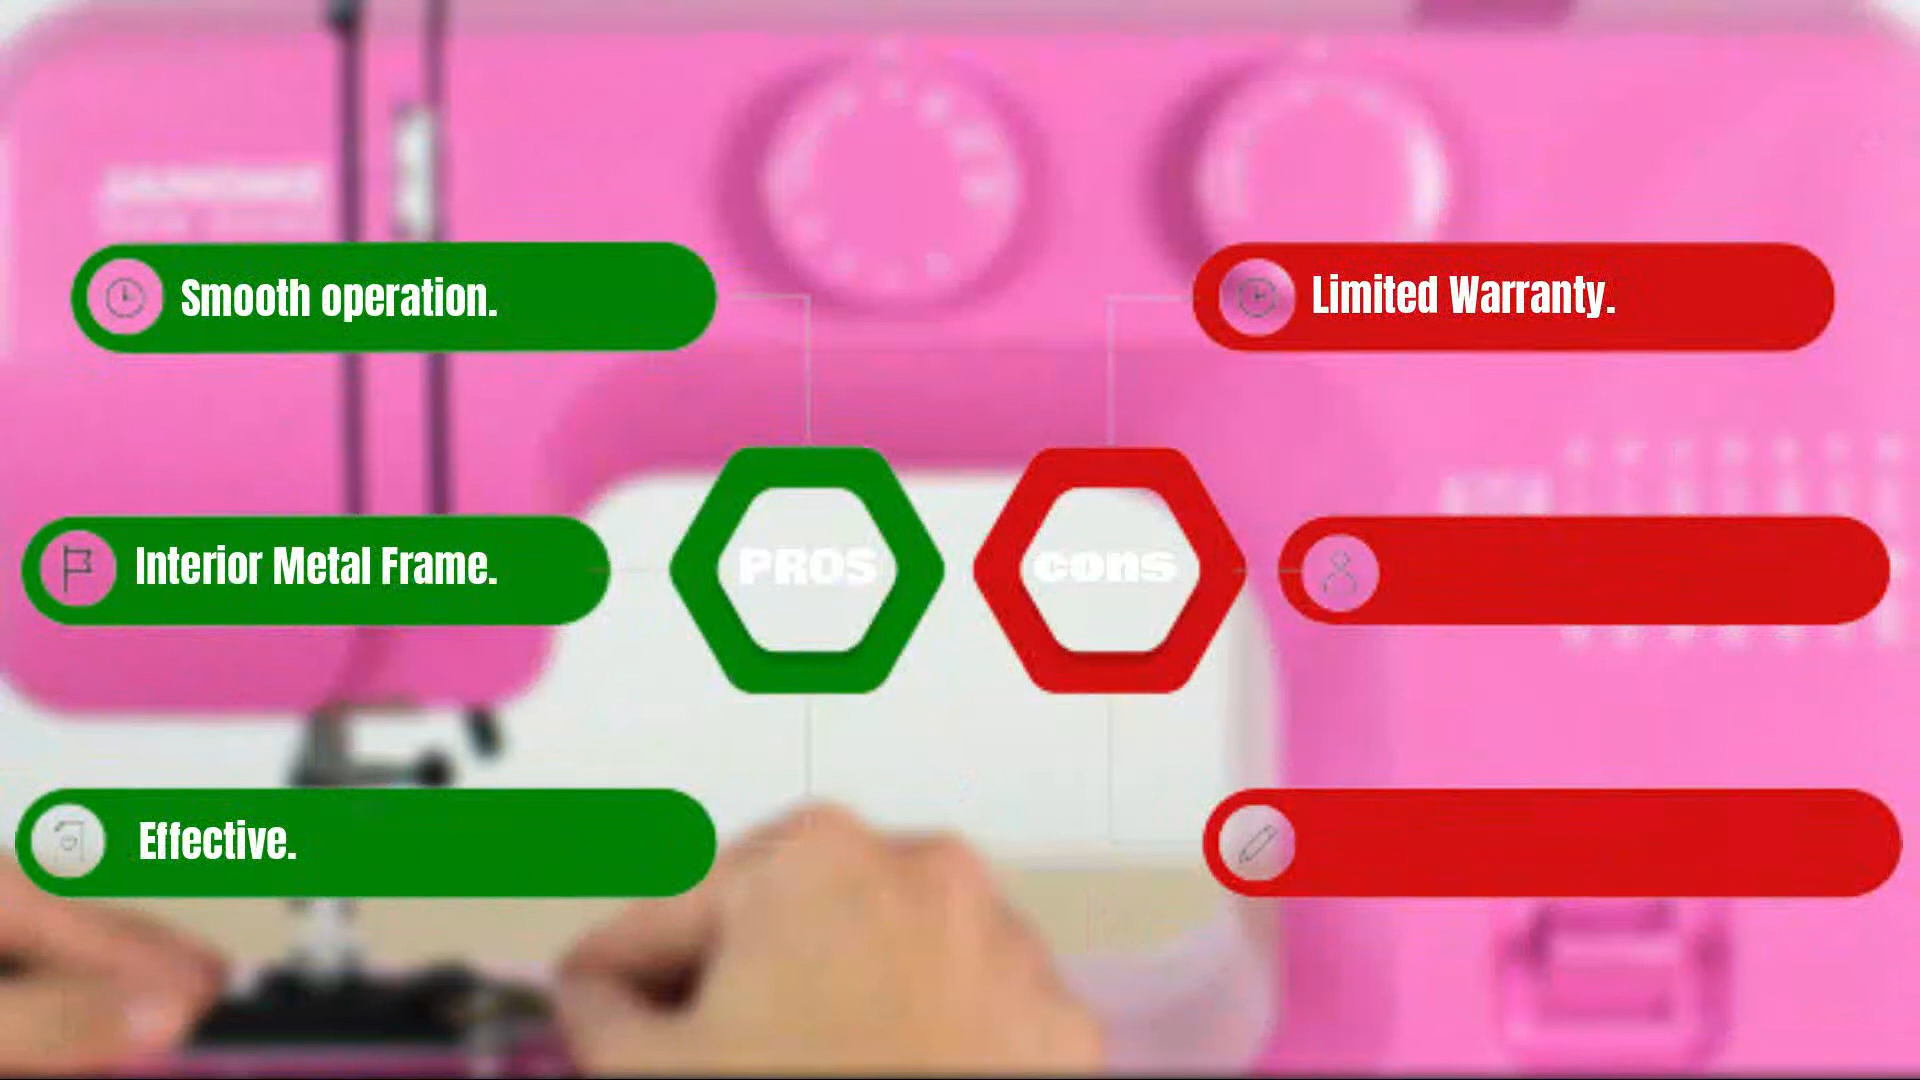 Smooth operation.
Interior Metal Frame.
Effective.
PROS
cons
Limited Warranty.